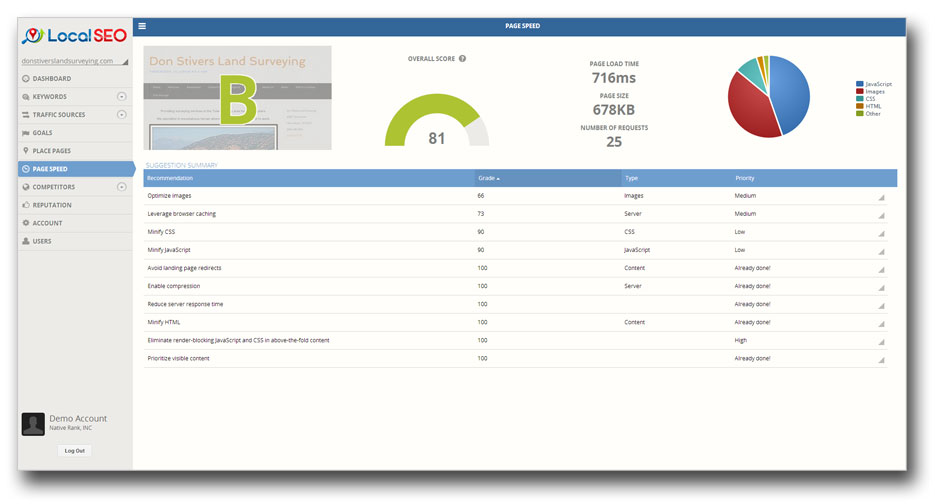 Local SEO
PAGE SPEED
donstiverslandsurveying.com
DASHBOARD
KEYWORDS
TRAFFIC SOURCES
GOALS
PLACE PAGES
PAGE SPEED
COMPETITORS
REPUTATION
ACCOUNT
USERS
Demo Account
Native Rank, INC
Log Out
Don Stivers Land Surveying
B
OVERALL SCORE ?
81
PAGE LOAD TIME
716ms
PAGE SIZE
678KB
NUMBER OF REQUESTS
25
JavaScript
Images
CSS
HTML
Other
SUGGESTION SUMMARY
Recommendation Grade Type Priority
Optimize images 66 Images Medium
Leverage browser caching 73 Server Medium
Minify CSS 90 CSS Low
Minify JavaScript 90 JavaScript Low
Avoid landing page redirects 100 Content Already done!
Enable compression 100 Server Already done!
Reduce server response time 100 Already done!
Minify HTML 100 Content Already done!
Eliminate render-blocking JavaScript and CSS in above-the-fold content 100 High
Prioritize visible content 100 Already done!